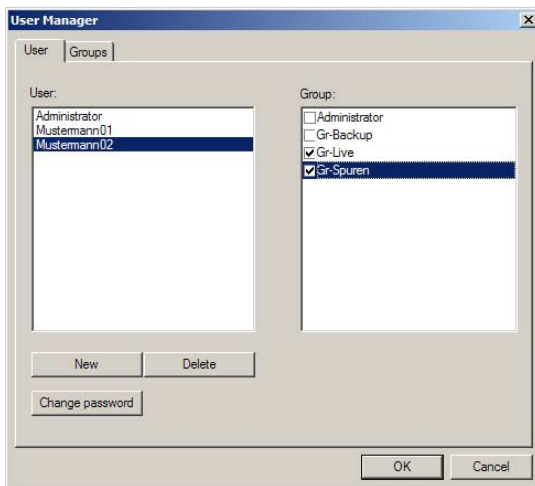 User Manager
User Groups
User:
Administrator
Mustermann01
Mustermann02
Group:
Administrator
Gr-Backup
Gr-Live
Gr-Spuren
New Delete
Change password
OK Cancel